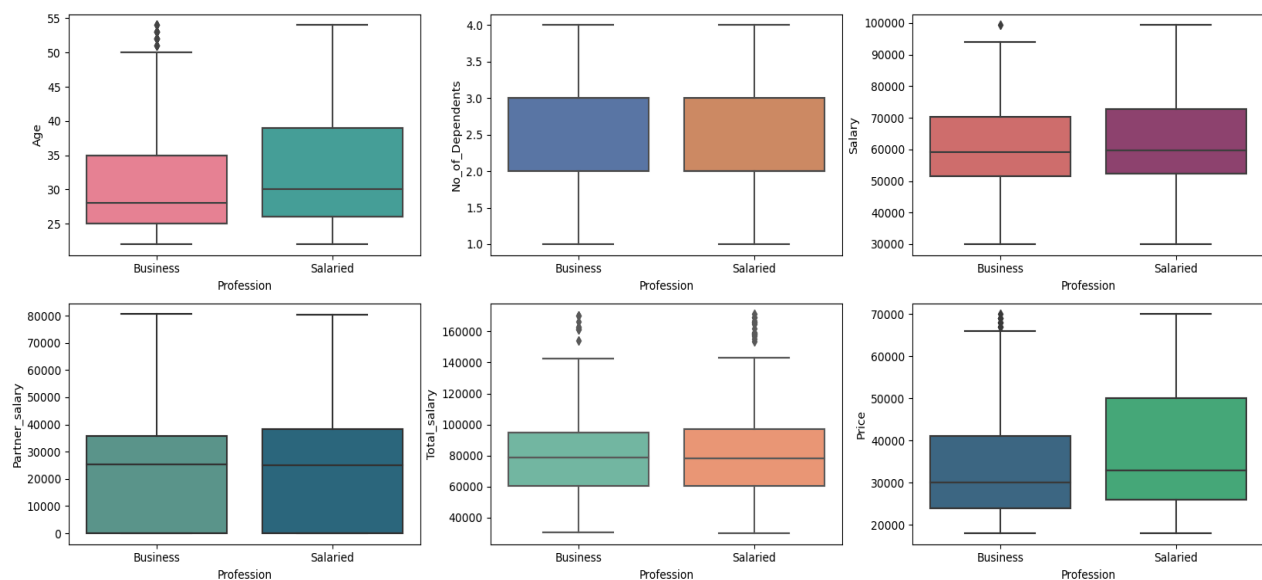 55
50
45
40
35
30
25
Age
Business
Salaried
Profession
4.0
3.5
3.0
2.5
2.0
1.5
1.0
No_of_Dependents
Business
Salaried
Profession
100000
90000
80000
70000
60000
50000
40000
30000
Salary
Business
Salaried
Profession
80000
70000
60000
50000
40000
30000
20000
10000
0
Partner_salary
Business
Salaried
Profession
160000
140000
120000
100000
80000
60000
40000
Total_salary
Business
Salaried
Profession
70000
60000
50000
40000
30000
20000
Price
Business
Salaried
Profession